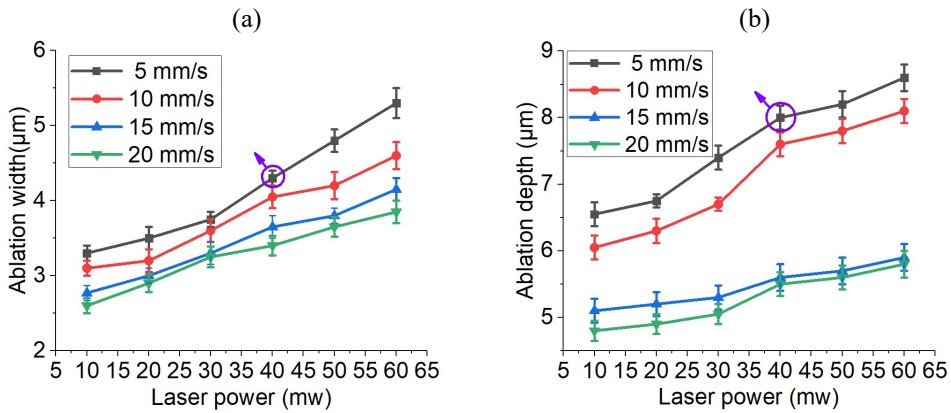 (a)
6
5
4
3
2
Ablation width(μm)
5 mm/s
10 mm/s
15 mm/s
20 mm/s
5 10 15 20 25 30 35 40 45 50 55 60 65
Laser power (mw)
(b)
9
8
7
6
5
Ablation depth (μm)
5 mm/s
10 mm/s
15 mm/s
20 mm/s
5 10 15 20 25 30 35 40 45 50 55 60 65
Laser power (mw)